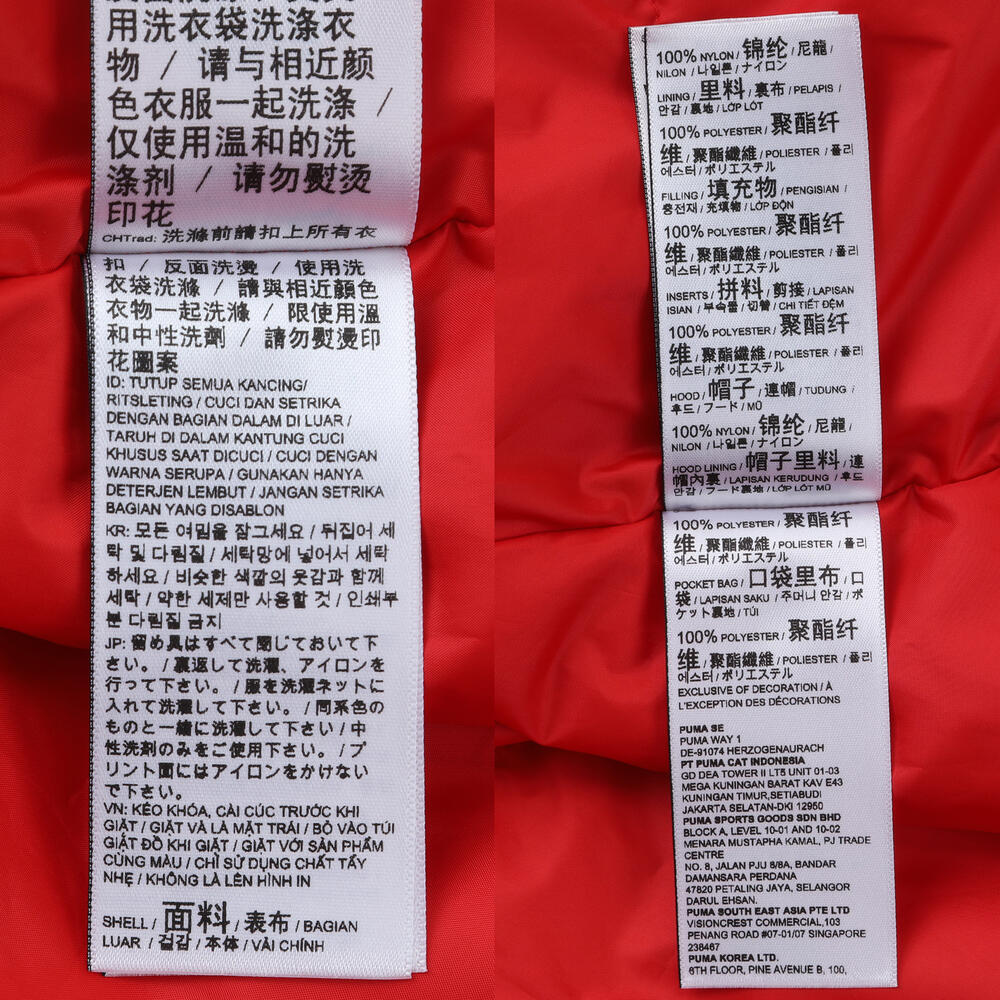 用洗衣袋洗涤衣
物 / 请与相近颜
色衣服一起洗涤 /
仅使用温和的洗
涤剂 / 请勿熨烫
印花
CHTrad: 洗滌前請扣上所有衣
扣 / 反面洗燙 / 使用洗
衣袋洗滌 / 請與相近顏色
衣物一起洗滌 / 限使用溫
和中性洗劑 / 請勿熨燙印
花圖案
ID: TUTUP SEMUA KANCING/
RITSLETING / CUCI DAN SETRIKA
DENGAN BAGIAN DALAM DI LUAR /
TARUH DI DALAM KANTUNG CUCI
KHUSUS SAAT DICUCI / CUCI DENGAN
WARNA SERUPA / GUNAKAN HANYA
DETERJEN LEMBUT / JANGAN SETRIKA
BAGIAN YANG DISABLON
KR: 모든 여밈을 잠그세요 / 뒤집어 세
탁 및 다림질 / 세탁망에 넣어서 세탁
하세요 / 비슷한 색깔의 옷감과 함께
세탁 / 약한 세제만 사용할 것 / 인쇄부
분 다림질 금지
JP: 留め具はすべて閉じておいて下
さい。 / 裏返して洗濯、アイロンを
行って下さい。 / 服を洗濯ネットに
入れて洗濯して下さい。 / 同系色の
ものと一緒に洗濯して下さい / 中
性洗剤のみをご使用下さい。 / プ
リント面にはアイロンをかけない
で下さい。
VN: KÉO KHÓA, CÀI CÚC TRƯỚC KHI
GIẶT / GIẶT VÀ LÀ MẶT TRÁI / BỎ VÀO TÚI
GIẶT ĐỒ KHI GIẶT / GIẶT VỚI SẢN PHẨM
CÙNG MÀU / CHỈ SỬ DỤNG CHẤT TẨY
NHẸ / KHÔNG LÀ LÊN HÌNH IN
SHELL / 面料 / 表布 / BAGIAN
LUAR / 겉감 / 本体 / VẢI CHÍNH
100% NYLON / 锦纶 / 尼龍 /
NILON / 나일론 / ナイロン
LINING / 里料 / 裏布 / PELAPIS /
안감 / 裏地 / LỚP LÓT
100% POLYESTER / 聚酯纤
维 / 聚酯纖維 / POLIESTER / 폴리
에스터 / ポリエステル
FILLING / 填充物 / PENGISIAN /
충전재 / 充填物 / LỚP ĐỘN
100% POLYESTER / 聚酯纤
维 / 聚酯纖維 / POLIESTER / 폴리
에스터 / ポリエステル
INSERTS / 拼料 / 剪接 / LAPISAN
ISIAN / 부속물 / 切替 / CHI TIẾT ĐỆM
100% POLYESTER / 聚酯纤
维 / 聚酯纖維 / POLIESTER / 폴리
에스터 / ポリエステル
HOOD / 帽子 / 連帽 / TUDUNG /
후드 / フード / MŨ
100% NYLON / 锦纶 / 尼龍 /
NILON / 나일론 / ナイロン
HOOD LINING / 帽子里料 / 連
帽內裏 / LAPISAN KERUDUNG / 후드
안감 / フード裏地 / LỚP LÓT MŨ
100% POLYESTER / 聚酯纤
维 / 聚酯纖維 / POLIESTER / 폴리
에스터 / ポリエステル
POCKET BAG / 口袋里布 / 口
袋 / LAPISAN SAKU / 주머니 안감 / ポ
ケット裏地 / TÚI
100% POLYESTER / 聚酯纤
维 / 聚酯纖維 / POLIESTER / 폴리
에스터 / ポリエステル
EXCLUSIVE OF DECORATION / À
L'EXCEPTION DES DÉCORATIONS
PUMA SE
PUMA WAY 1
DE-91074 HERZOGENAURACH
PT PUMA CAT INDONESIA
GD DEA TOWER II LT5 UNIT 01-03
MEGA KUNINGAN BARAT KAV E43
KUNINGAN TIMUR,SETIABUDI
JAKARTA SELATAN-DKI 12950
PUMA SPORTS GOODS SDN BHD
BLOCK A, LEVEL 10-01 AND 10-02
MENARA MUSTAPHA KAMAL, PJ TRADE
CENTRE
NO. 8, JALAN PJU 8/8A, BANDAR
DAMANSARA PERDANA
47820 PETALING JAYA, SELANGOR
DARUL EHSAN.
PUMA SOUTH EAST ASIA PTE LTD
VISIONCREST COMMERCIAL,103
PENANG ROAD #07-01/07 SINGAPORE
238467
PUMA KOREA LTD.
6TH FLOOR, PINE AVENUE B, 100,